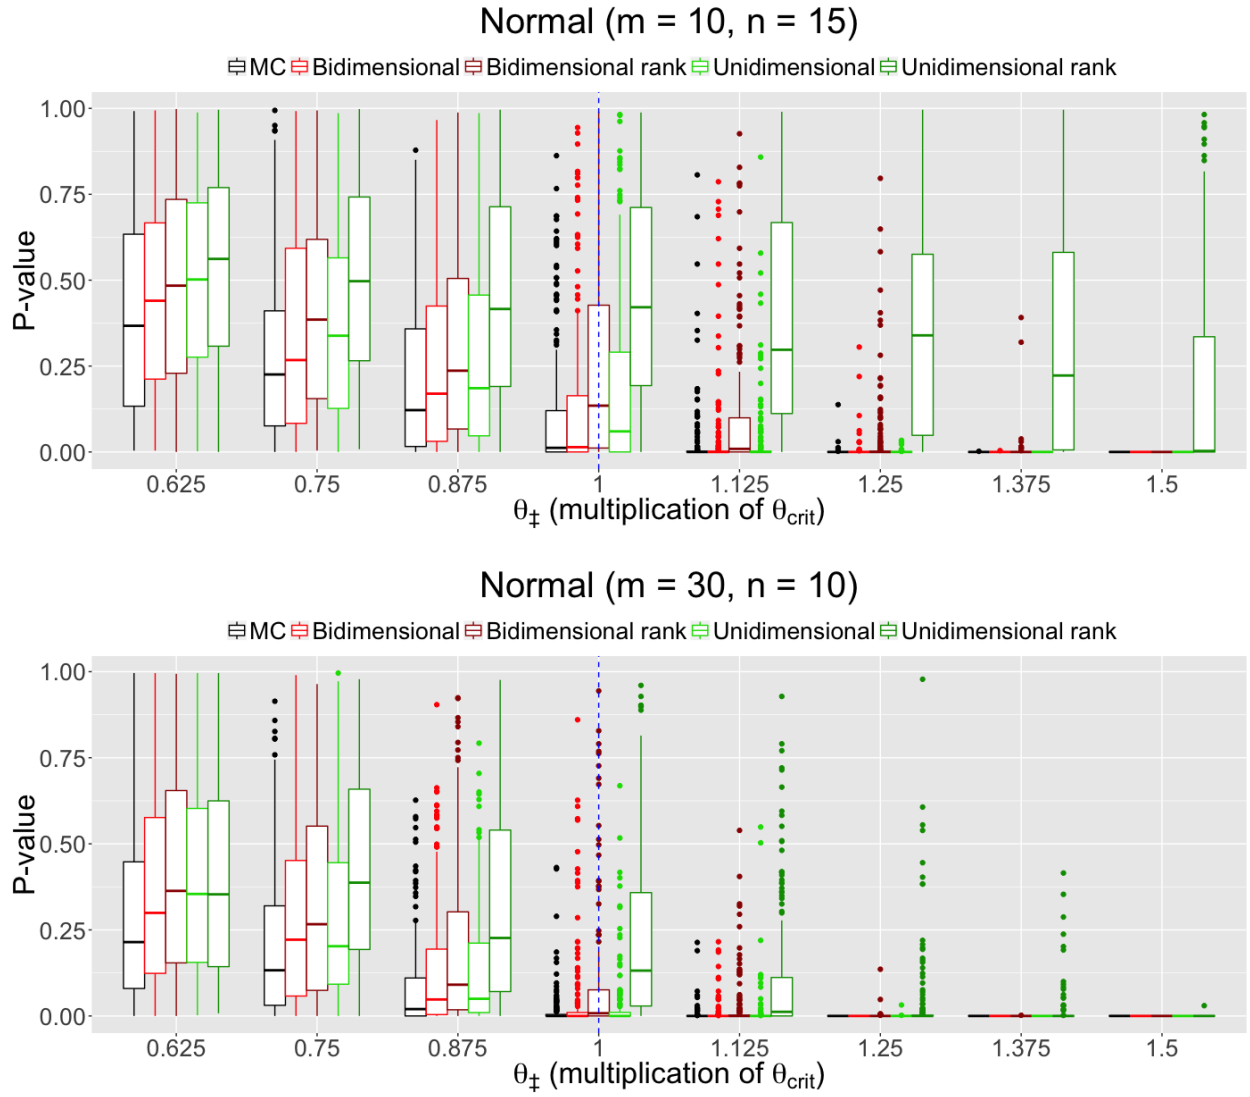 Normal (m = 10, n = 15)
MC Bidimensional Bidimensional rank Unidimensional Unidimensional rank
P-value
1.00
0.75
0.50
0.25
0.00
0.625 0.75 0.875 1 1.125 1.25 1.375 1.5
θ‡ (multiplication of θcrit)
Normal (m = 30, n = 10)
MC Bidimensional Bidimensional rank Unidimensional Unidimensional rank
P-value
1.00
0.75
0.50
0.25
0.00
0.625 0.75 0.875 1 1.125 1.25 1.375 1.5
θ‡ (multiplication of θcrit)